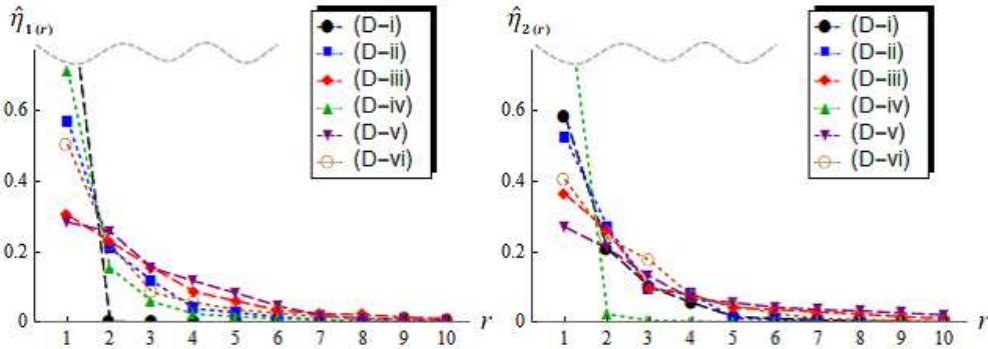 η̂1(r)
(D-i)
(D-ii)
(D-iii)
(D-iv)
(D-v)
(D-vi)
0.6
0.4
0.2
0
1 2 3 4 5 6 7 8 9 10 r
η̂2(r)
(D-i)
(D-ii)
(D-iii)
(D-iv)
(D-v)
(D-vi)
0.6
0.4
0.2
0
1 2 3 4 5 6 7 8 9 10 r